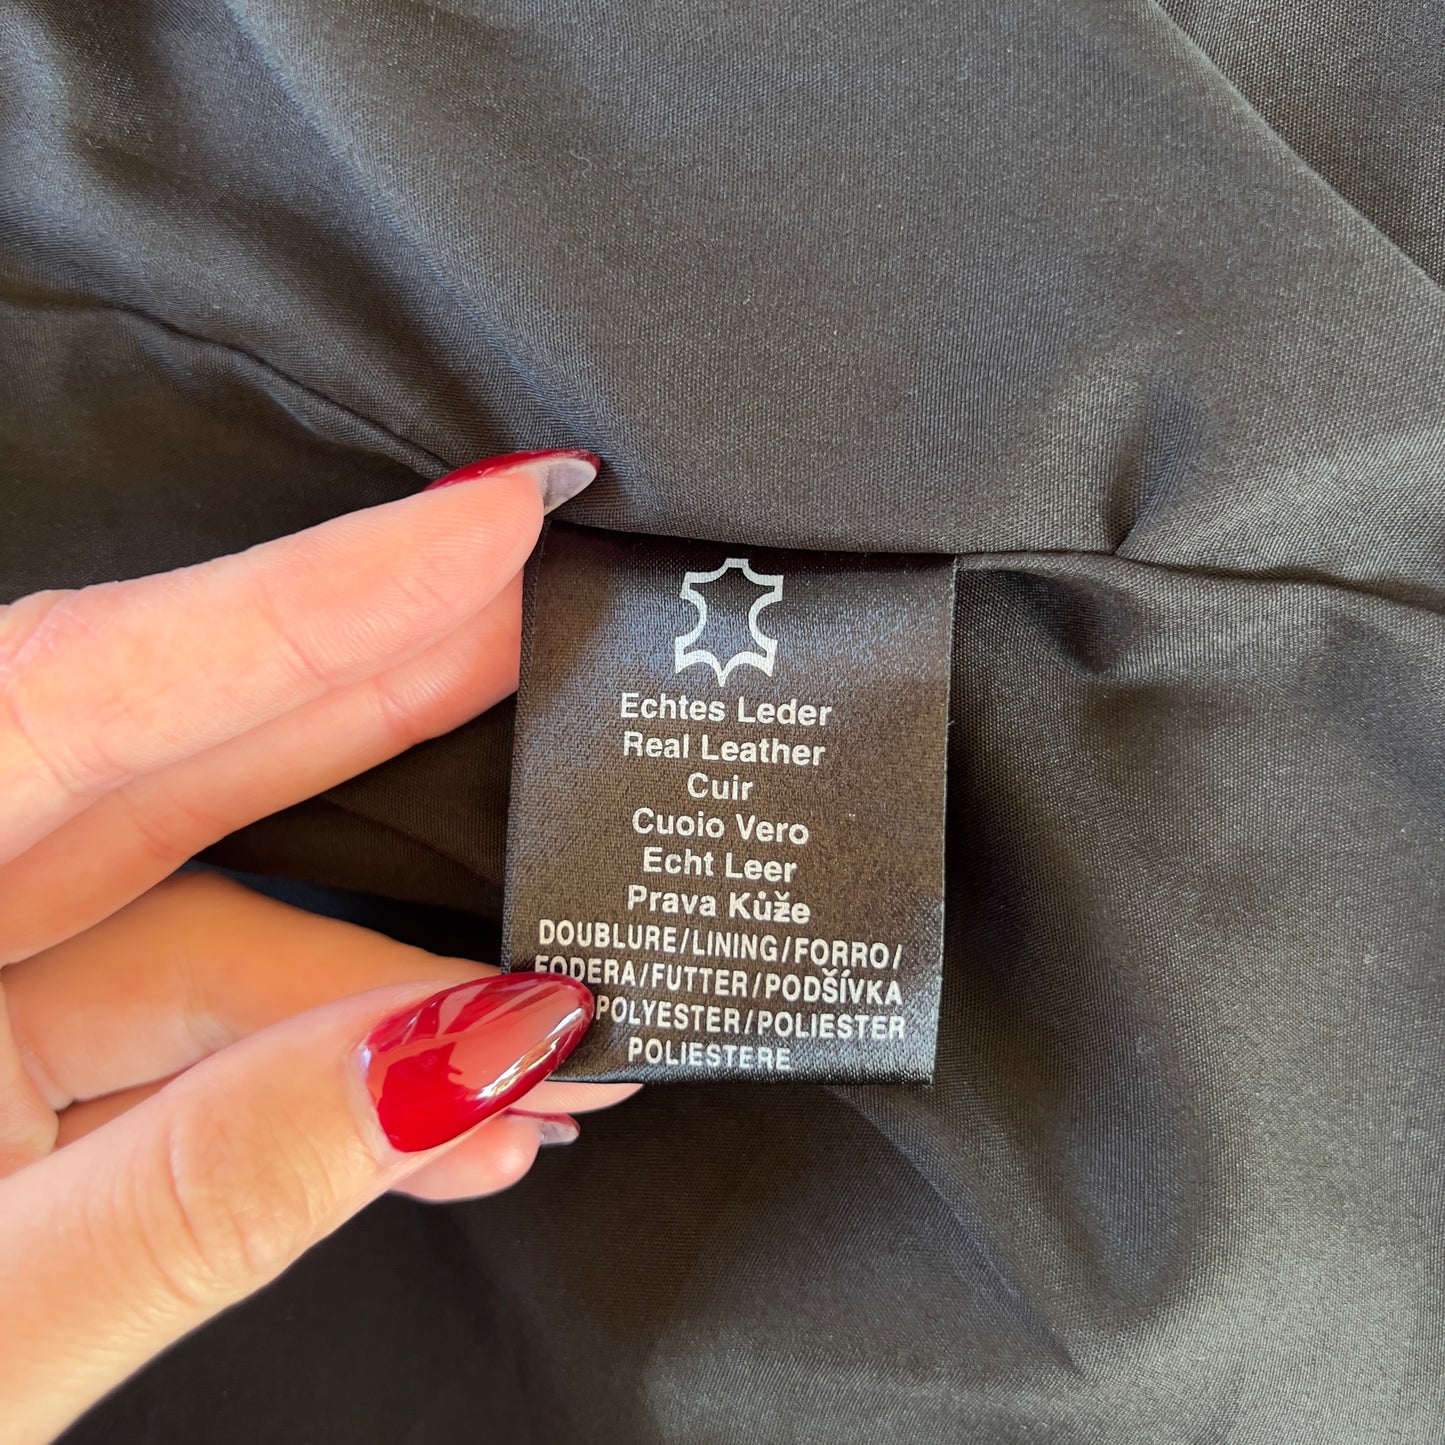 Echtes Leder
Real Leather
Cuir
Cuoio Vero
Echt Leer
Prava Kůže
DOUBLURE/LINING/FORRO/
FODERA/FUTTER/PODŠÍVKA
POLYESTER/POLIESTER
POLIESTERE